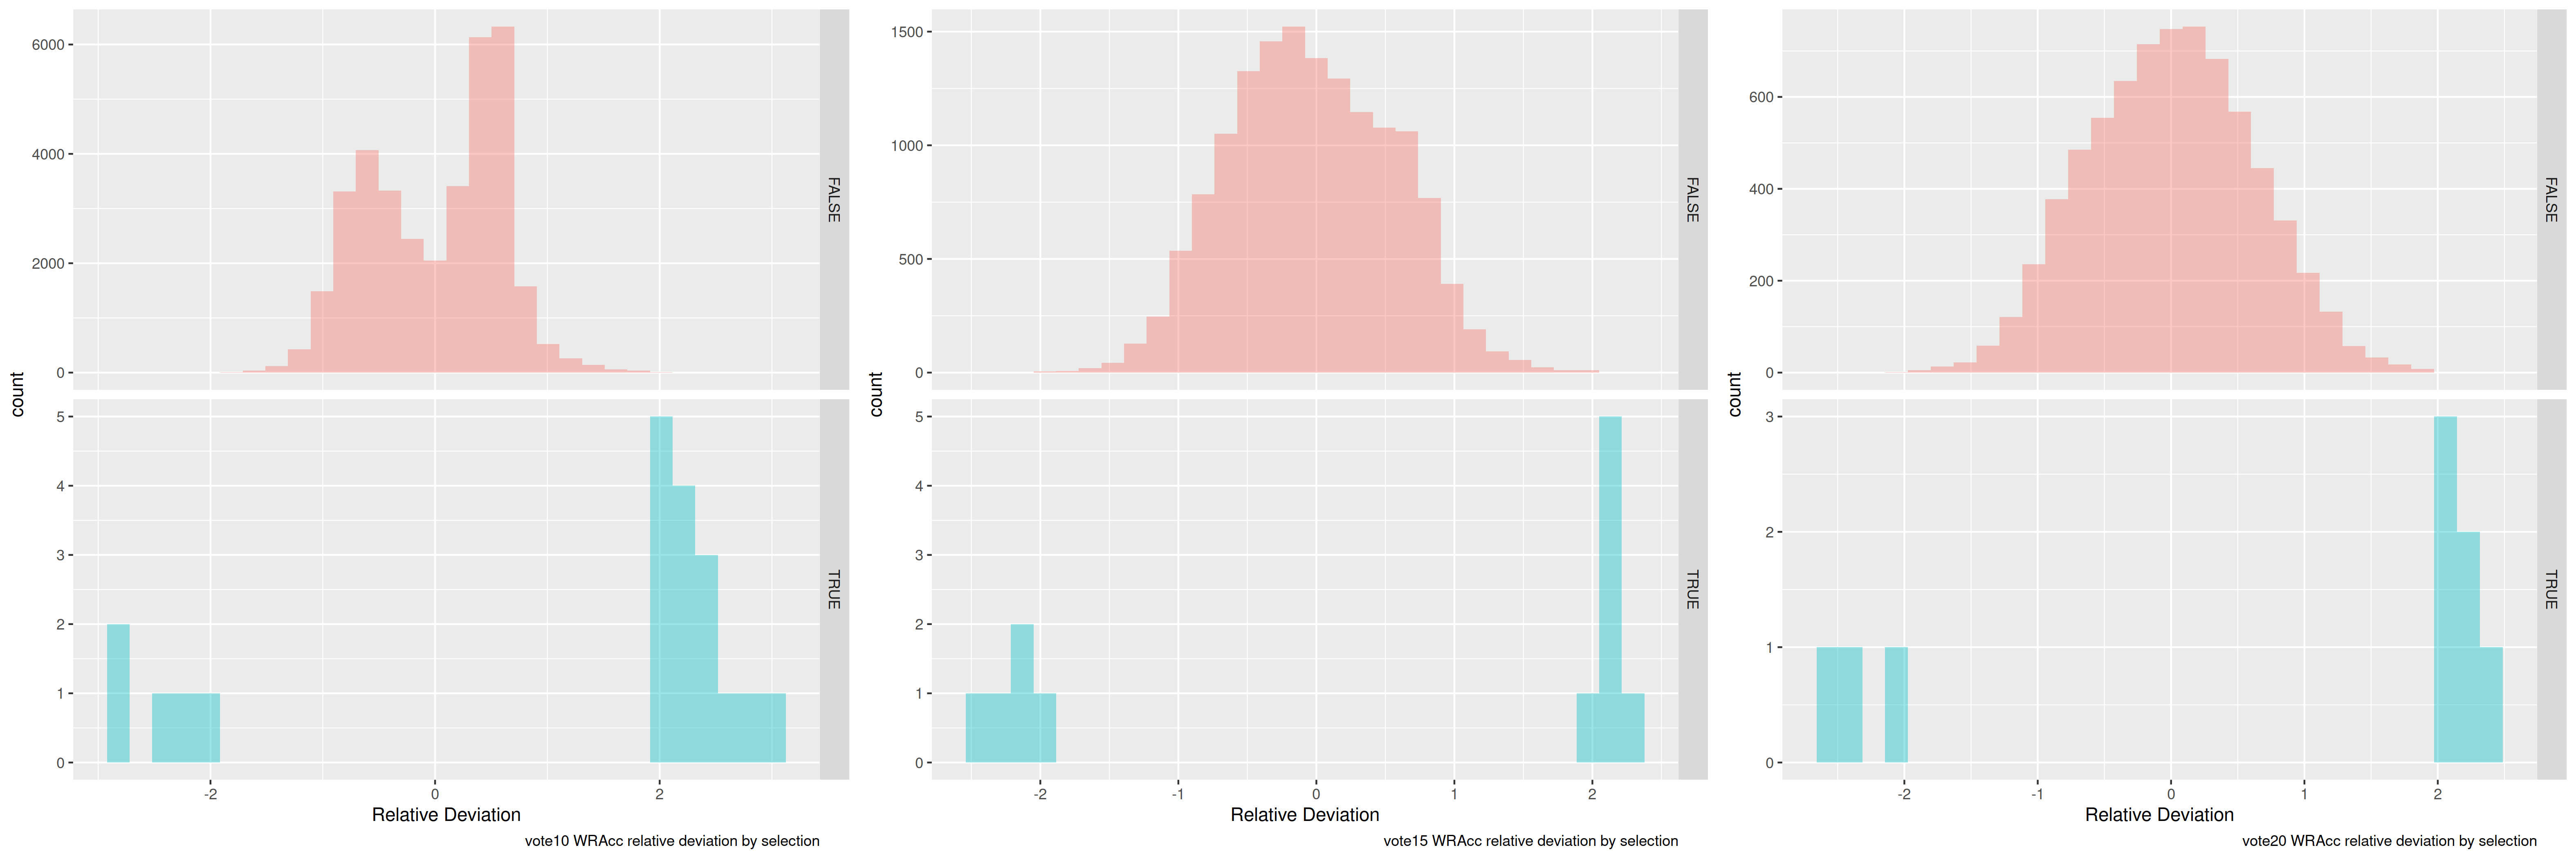 count
6000
4000
2000
0
FALSE
5
4
3
2
1
0
TRUE
-2
0
2
Relative Deviation
vote10 WRAcc relative deviation by selection
count
1500
1000
500
0
FALSE
5
4
3
2
1
0
TRUE
-2
-1
0
1
2
Relative Deviation
vote15 WRAcc relative deviation by selection
count
600
400
200
0
FALSE
3
2
1
0
TRUE
-2
-1
0
1
2
Relative Deviation
vote20 WRAcc relative deviation by selection